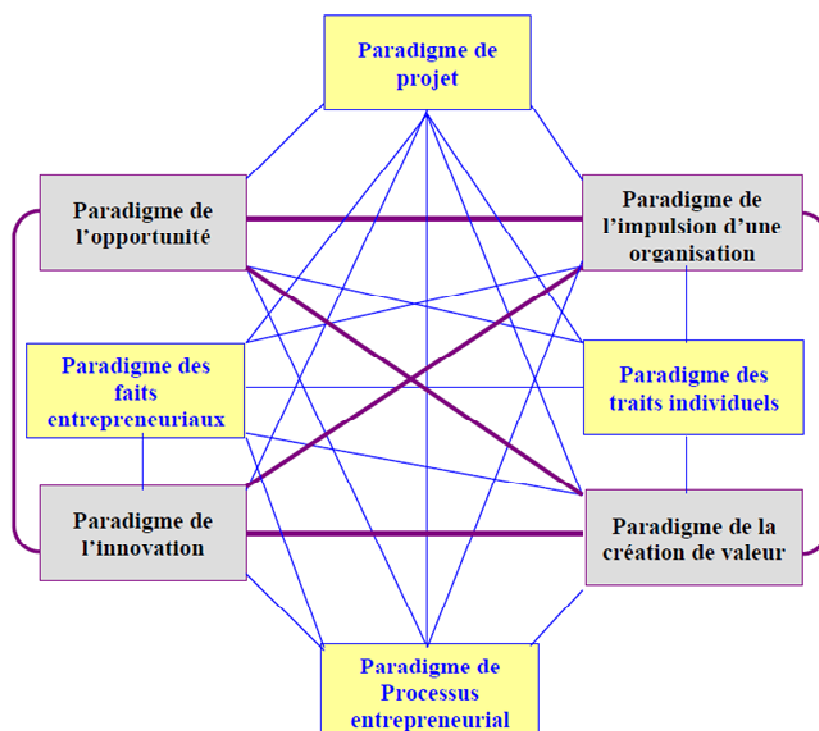 Paradigme de
projet
Paradigme de
l'opportunité
Paradigme de
l'impulsion d'une
organisation
Paradigme des
faits
entrepreneuriaux
Paradigme des
traits individuels
Paradigme de
l'innovation
Paradigme de la
création de valeur
Paradigme de
Processus
entrepreneurial